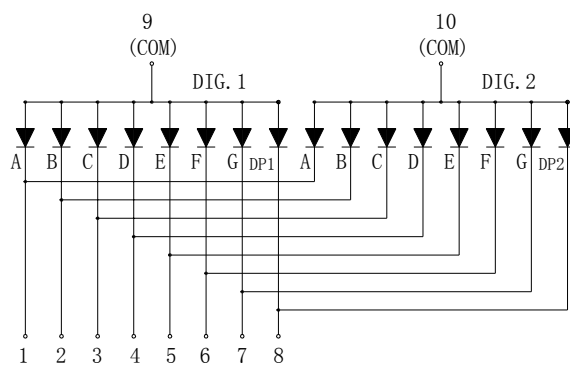 9 10
(COM) (COM)
DIG.1 DIG.2
A B C D E F G DP1 A B C D E F G DP2
1 2 3 4 5 6 7 8